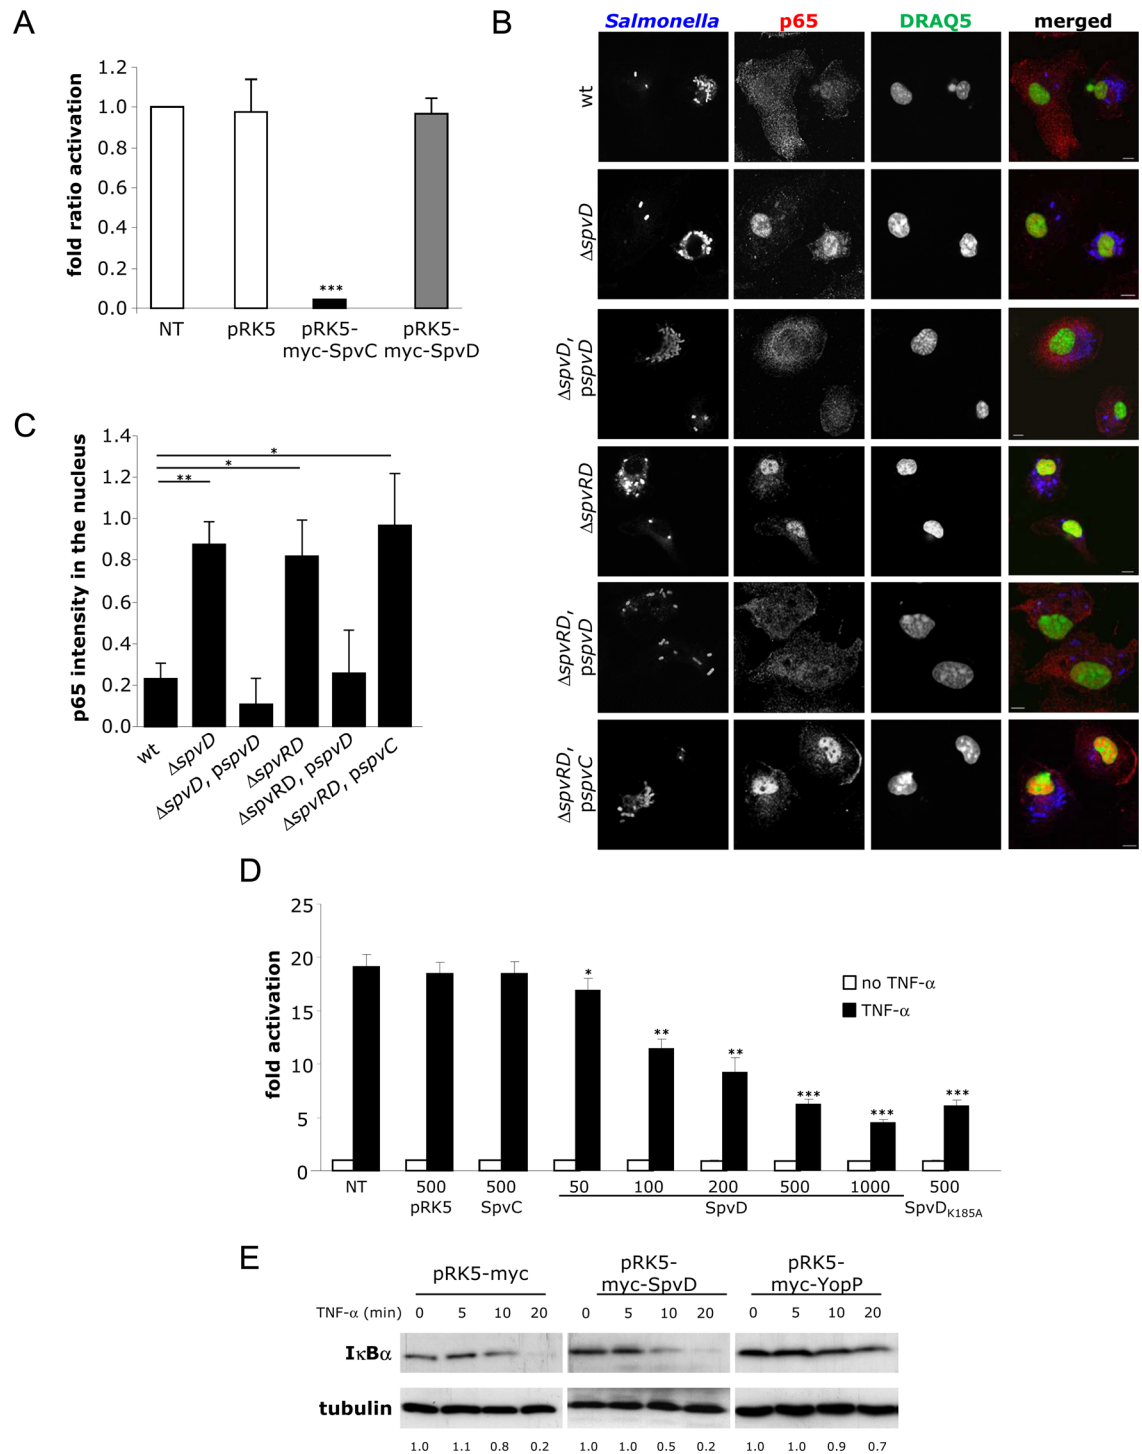 A
fold ratio activation
1.2
1.0
0.8
0.6
0.4
0.2
0.0
***
NT
pRK5
pRK5-
myc-SpvC
pRK5-
myc-SpvD
B
Salmonella
p65
DRAQ5
merged
wt
ΔspvD
ΔspvD,
pspvD
ΔspvRD
ΔspvRD,
pspvD
ΔspvRD,
pspvC
C
p65 intensity in the nucleus
1.4
1.2
1.0
0.8
0.6
0.4
0.2
0.0
*
*
**
wt
ΔspvD
ΔspvD, pspvD
ΔspvRD
ΔspvRD, pspvD
ΔspvRD, pspvC
D
fold activation
25
20
15
10
5
0
no TNF-α
TNF-α
* ** ** *** *** ***
NT 500 500 50 100 200 500 1000 500
pRK5 SpvC SpvD SpvDK185A
E
pRK5-myc
pRK5-
myc-SpvD
pRK5-
myc-YopP
TNF-α (min) 0 5 10 20 0 5 10 20 0 5 10 20
IκBα
tubulin
1.0 1.1 0.8 0.2 1.0 1.0 0.5 0.2 1.0 1.0 0.9 0.7